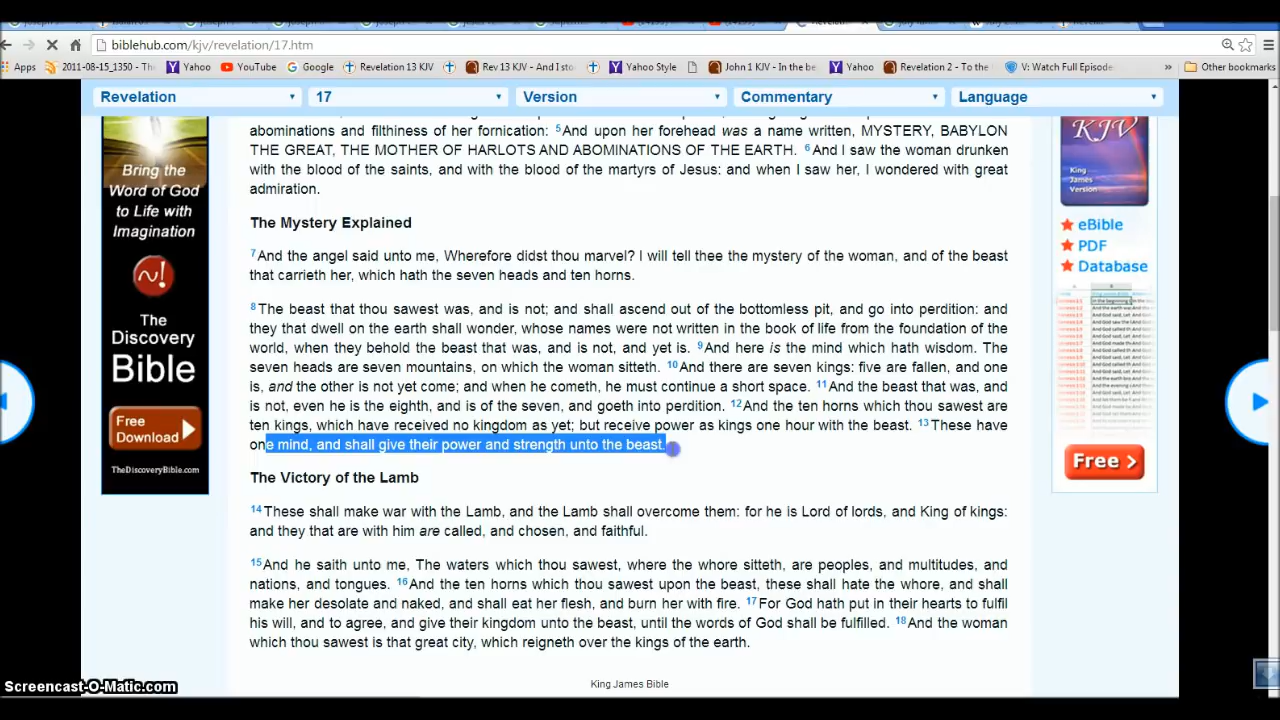 biblehub.com/kjv/revelation/17.htm
Apps 2011-08-15_1350 - Th Yahoo YouTube Google Revelation 13 KJV Rev 13 KJV - And I s Yahoo Style John 1 KJV - In the be Yahoo Revelation 2 - To the V: Watch Full Episode » Other bookmarks
Revelation 17 Version Commentary Language
abominations and filthiness of her fornication: 5And upon her forehead was a name written, MYSTERY, BABYLON
THE GREAT, THE MOTHER OF HARLOTS AND ABOMINATIONS OF THE EARTH. 6And I saw the woman drunken
with the blood of the saints, and with the blood of the martyrs of Jesus: and when I saw her, I wondered with great
admiration.
The Mystery Explained
7And the angel said unto me, Wherefore didst thou marvel? I will tell thee the mystery of the woman, and of the beast
that carrieth her, which hath the seven heads and ten horns.
8The beast that thou sawest was, and is not; and shall ascend out of the bottomless pit, and go into perdition: and
they that dwell on the earth shall wonder, whose names were not written in the book of life from the foundation of the
world, when they behold the beast that was, and is not, and yet is. 9And here is the mind which hath wisdom. The
seven heads are seven mountains, on which the woman sitteth. 10And there are seven kings: five are fallen, and one
is, and the other is not yet come; and when he cometh, he must continue a short space. 11And the beast that was, and
is not, even he is the eighth, and is of the seven, and goeth into perdition. 12And the ten horns which thou sawest are
ten kings, which have received no kingdom as yet; but receive power as kings one hour with the beast. 13These have
one mind, and shall give their power and strength unto the beast.
The Victory of the Lamb
14These shall make war with the Lamb, and the Lamb shall overcome them: for he is Lord of lords, and King of kings:
and they that are with him are called, and chosen, and faithful.
15And he saith unto me, The waters which thou sawest, where the whore sitteth, are peoples, and multitudes, and
nations, and tongues. 16And the ten horns which thou sawest upon the beast, these shall hate the whore, and shall
make her desolate and naked, and shall eat her flesh, and burn her with fire. 17For God hath put in their hearts to fulfil
his will, and to agree, and give their kingdom unto the beast, until the words of God shall be fulfilled. 18And the woman
which thou sawest is that great city, which reigneth over the kings of the earth.
King James Bible
Bring the
Word of God
to Life with
Imagination
The
Discovery
Bible
Free
Download
TheDiscoveryBible.com
KJV
King
James
Version
eBible
PDF
Database
Free >
Screencast-O-Matic.com